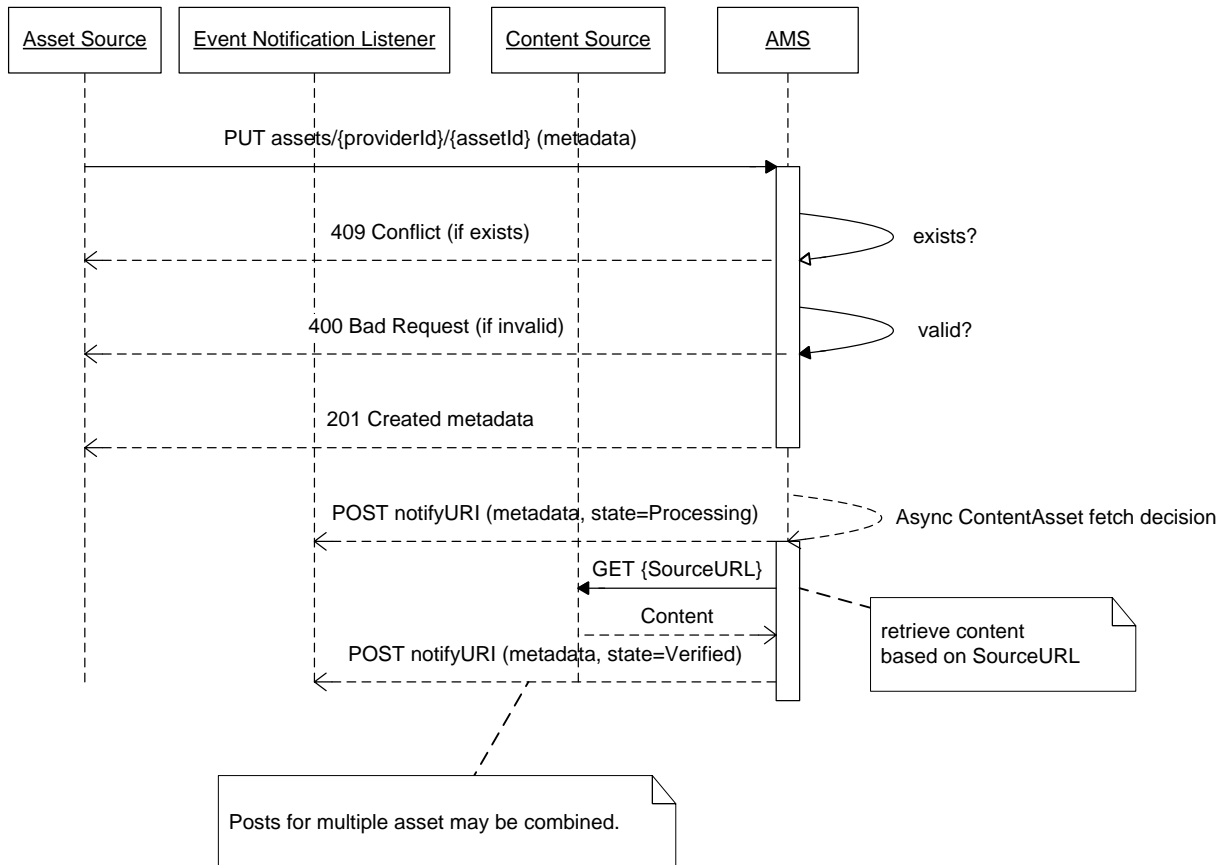 Asset Source
Event Notification Listener
Content Source
AMS
PUT assets/{providerId}/{assetId} (metadata)
409 Conflict (if exists)
exists?
400 Bad Request (if invalid)
valid?
201 Created metadata
POST notifyURI (metadata, state=Processing)
Async ContentAsset fetch decision
GET {SourceURL}
Content
retrieve content
based on SourceURL
POST notifyURI (metadata, state=Verified)
Posts for multiple asset may be combined.